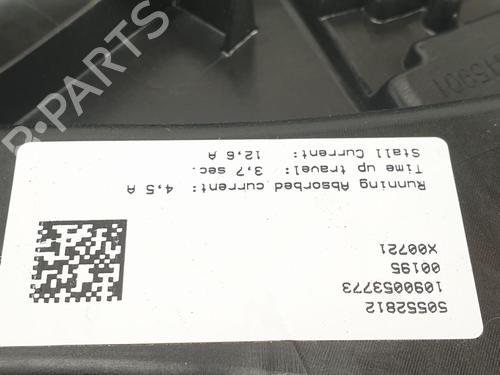 50552812
1090053773
00195
X00721
Running Absorbed current: 4,5 A
Time up travel: 3,7 sec.
Stall Current: 12,6 A
B-PARTS